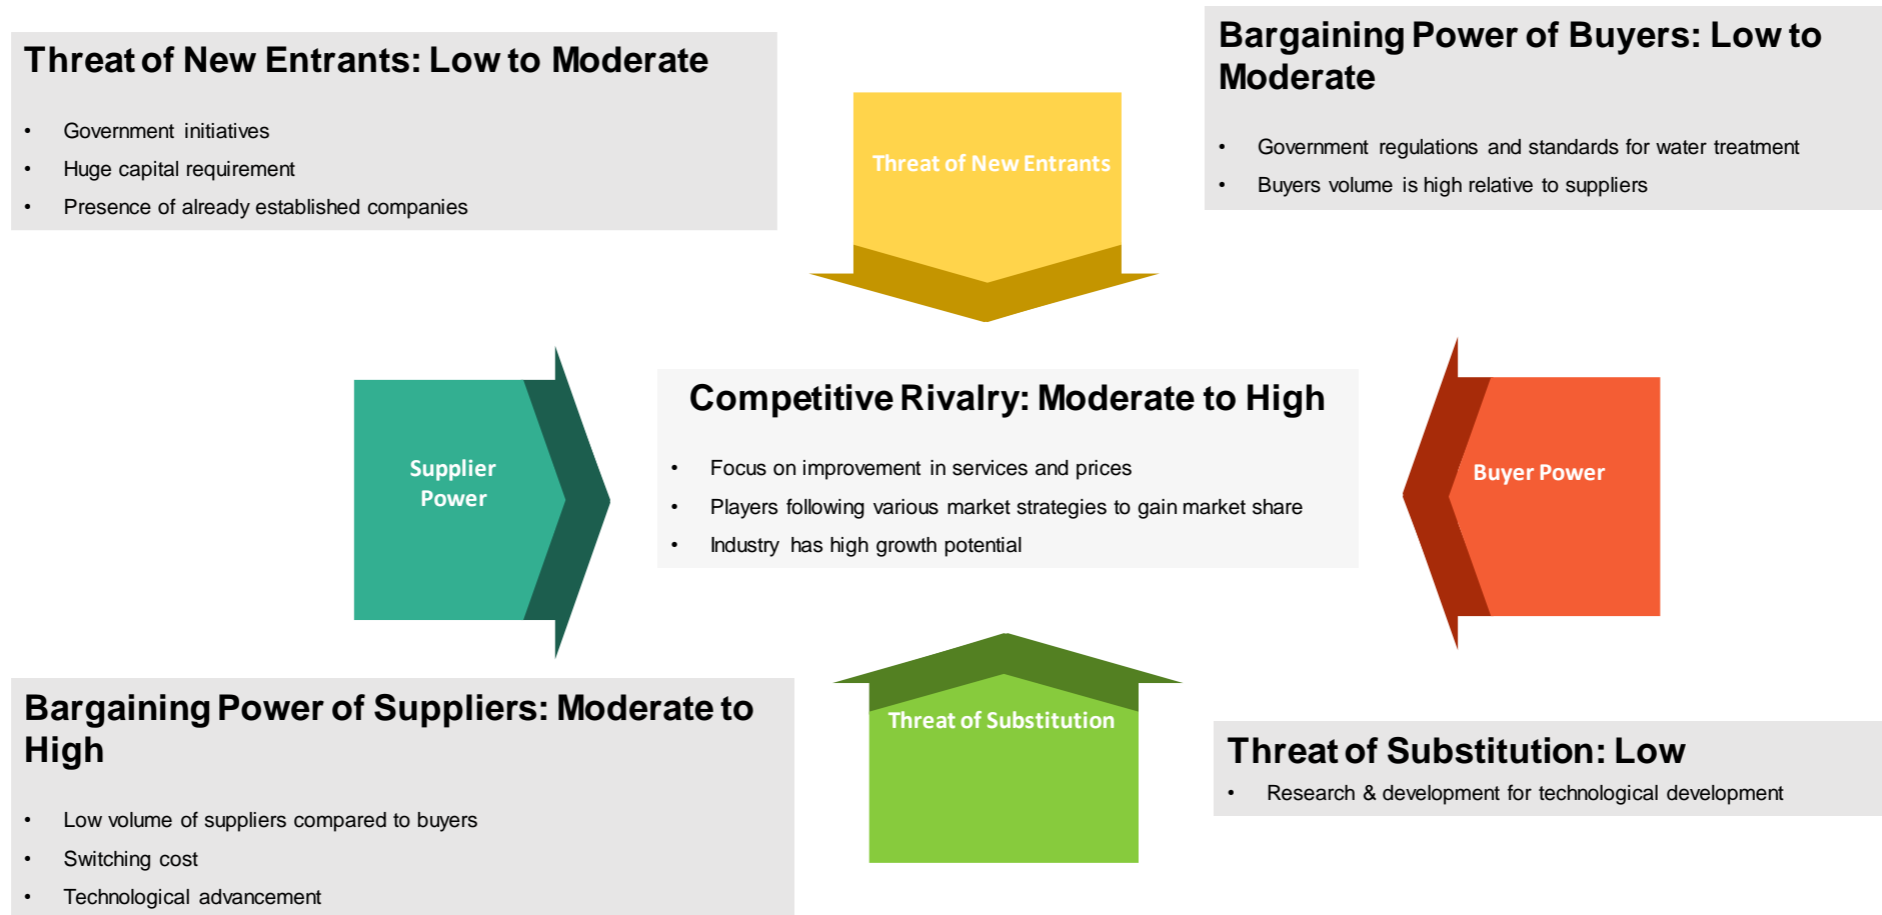 Threat of New Entrants: Low to Moderate
• Government initiatives
• Huge capital requirement
• Presence of already established companies
Bargaining Power of Buyers: Low to
Moderate
• Government regulations and standards for water treatment
• Buyers volume is high relative to suppliers
Threat of New Entrants
Supplier
Power
Competitive Rivalry: Moderate to High
• Focus on improvement in services and prices
• Players following various market strategies to gain market share
• Industry has high growth potential
Buyer Power
Bargaining Power of Suppliers: Moderate to
High
• Low volume of suppliers compared to buyers
• Switching cost
• Technological advancement
Threat of Substitution
Threat of Substitution: Low
• Research & development for technological development